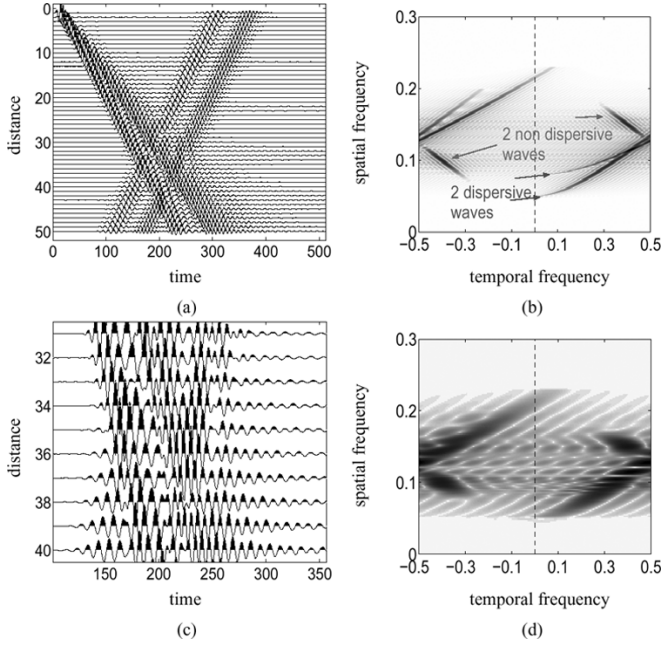 0
10
20
30
40
50
distance
0 100 200 300 400 500
time
(a)
0.3
0.2
0.1
0
spatial frequency
2 non dispersive
waves
2 dispersive
waves
−0.5 −0.3 −0.1 0.1 0.3 0.5
temporal frequency
(b)
32
34
36
38
40
distance
150 200 250 300 350
time
(c)
0.3
0.2
0.1
0
spatial frequency
−0.5 −0.3 −0.1 0.1 0.3 0.5
temporal frequency
(d)